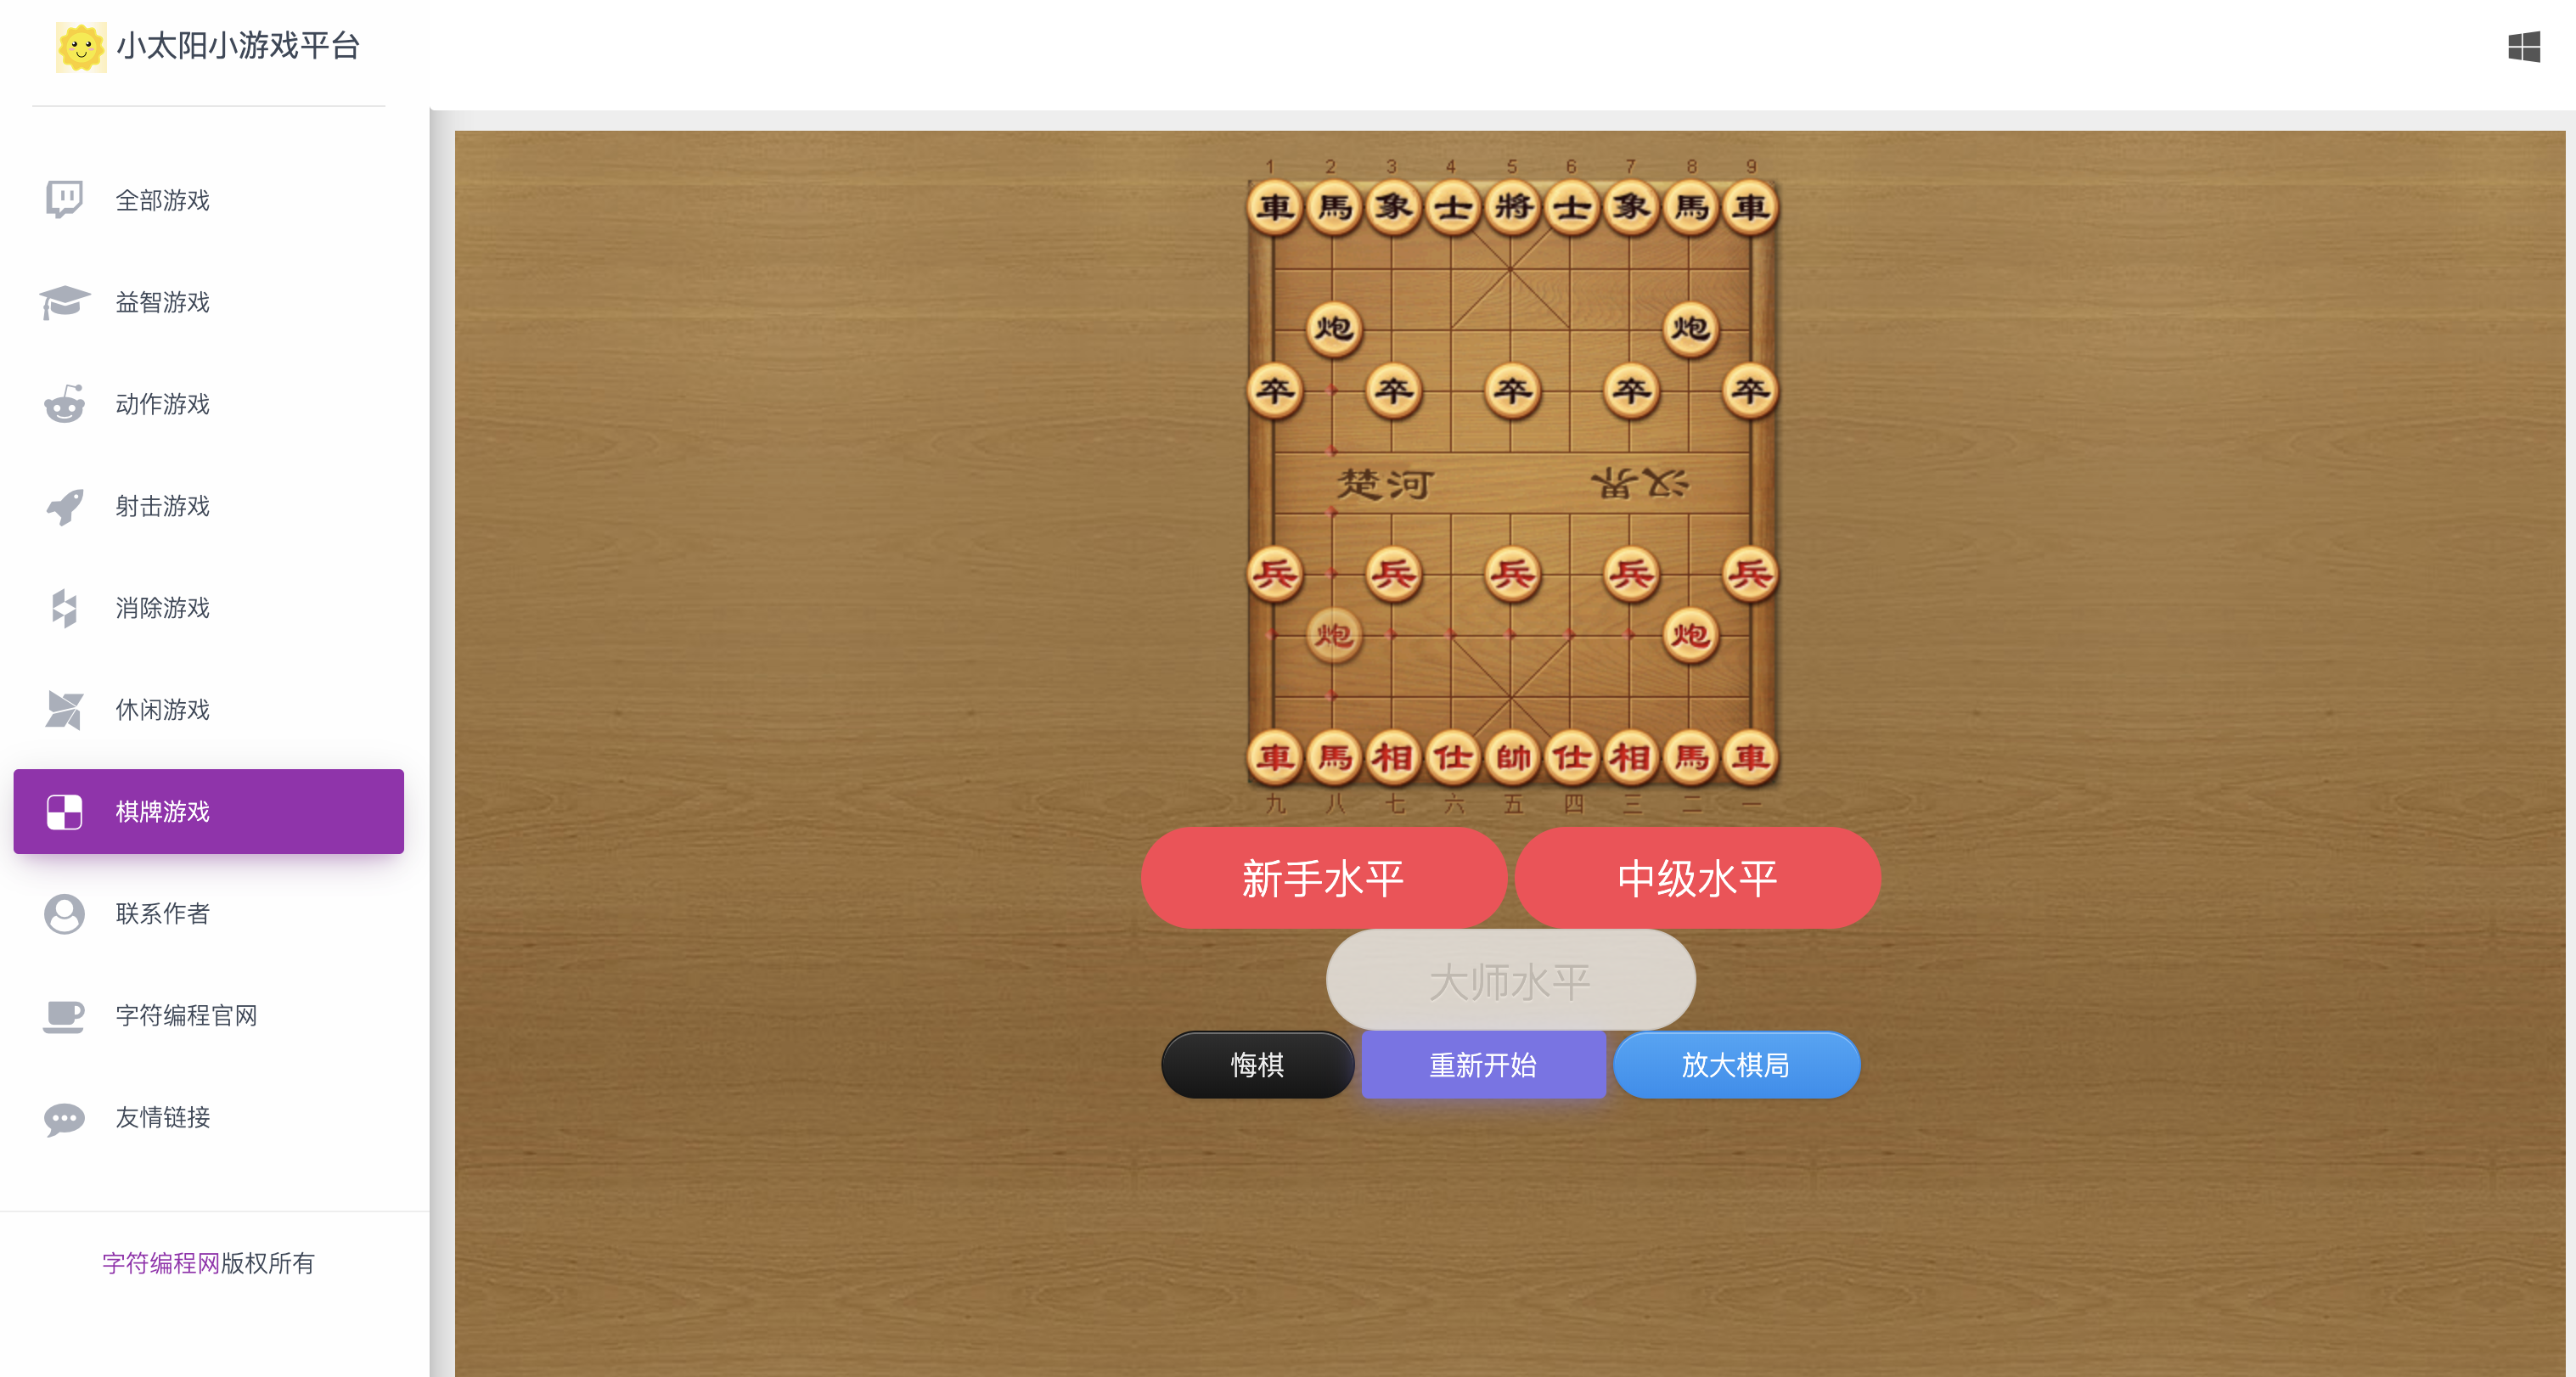 小太阳小游戏平台
全部游戏
益智游戏
动作游戏
射击游戏
消除游戏
休闲游戏
棋牌游戏
联系作者
字符编程官网
友情链接
字符编程网版权所有
1 2 3 4 5 6 7 8 9
車 馬 象 士 將 士 象 馬 車
炮 炮
卒 卒 卒 卒 卒
楚河 漢界
兵 兵 兵 兵 兵
炮 炮
車 馬 相 仕 帥 仕 相 馬 車
九 八 七 六 五 四 三 二 一
新手水平 中级水平
大师水平
悔棋 重新开始 放大棋局